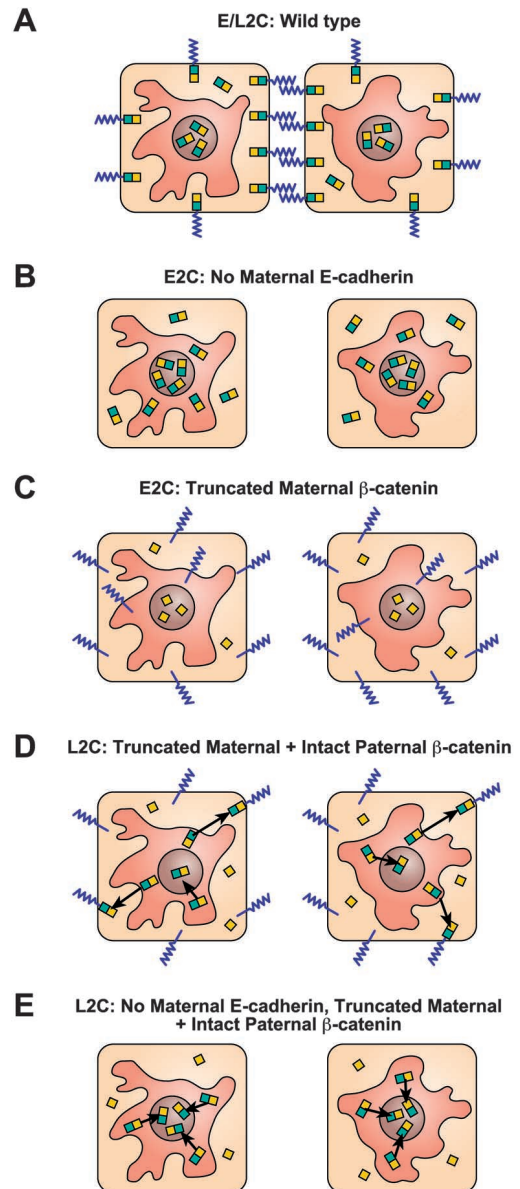 A
E/L2C: Wild type
B
E2C: No Maternal E-cadherin
C
E2C: Truncated Maternal β-catenin
D
L2C: Truncated Maternal + Intact Paternal β-catenin
E
L2C: No Maternal E-cadherin, Truncated Maternal
+ Intact Paternal β-catenin